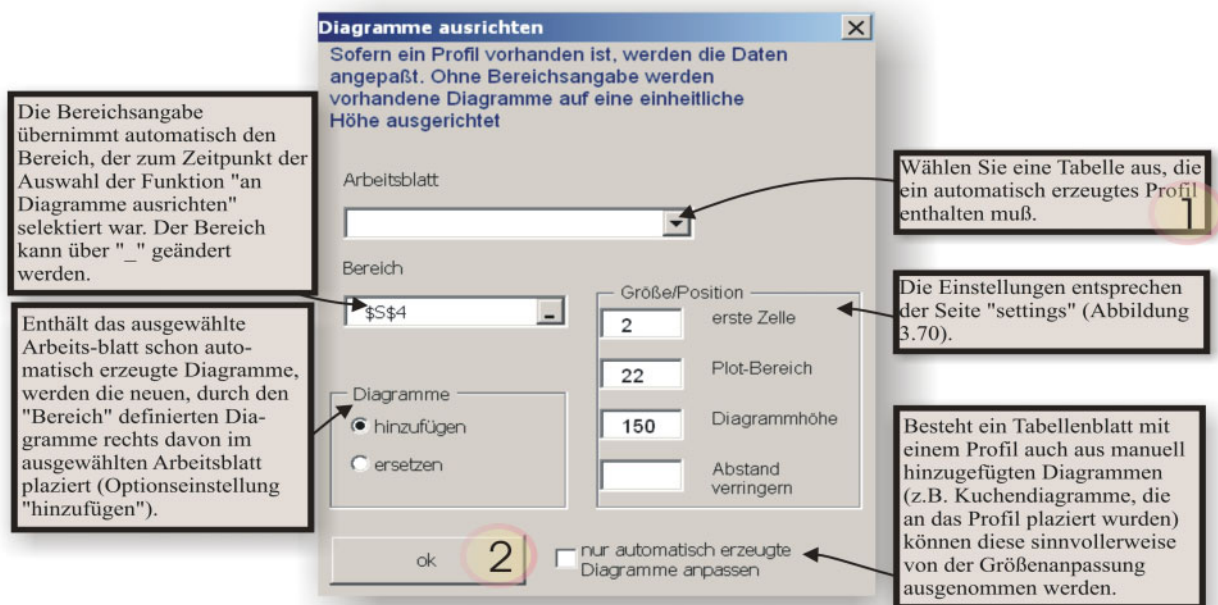 Diagramme ausrichten
Sofern ein Profil vorhanden ist, werden die Daten
angepaßt. Ohne Bereichsangabe werden
vorhandene Diagramme auf eine einheitliche
Höhe ausgerichtet
Die Bereichsangabe
übernimmt automatisch den
Bereich, der zum Zeitpunkt der
Auswahl der Funktion "an
Diagramme ausrichten"
selektiert war. Der Bereich
kann über "_" geändert
werden.
Arbeitsblatt
Wählen Sie eine Tabelle aus, die
ein automatisch erzeugtes Profil
enthalten muß.
1
Bereich
$S$4
Enthält das ausgewählte
Arbeits-blatt schon auto-
matisch erzeugte Diagramme,
werden die neuen, durch den
"Bereich" definierten Dia-
gramme rechts davon im
ausgewählten Arbeitsblatt
plaziert (Optionseinstellung
"hinzufügen").
Diagramme
hinzufügen
ersetzen
Größe/Position
2 erste Zelle
22 Plot-Bereich
150 Diagrammhöhe
Abstand
verringern
Die Einstellungen entsprechen
der Seite "settings" (Abbildung
3.70).
Besteht ein Tabellenblatt mit
einem Profil auch aus manuell
hinzugefügten Diagrammen
(z.B. Kuchendiagramme, die
an das Profil plaziert wurden)
können diese sinnvollerweise
von der Größenanpassung
ausgenommen werden.
ok 2
nur automatisch erzeugte
Diagramme anpassen